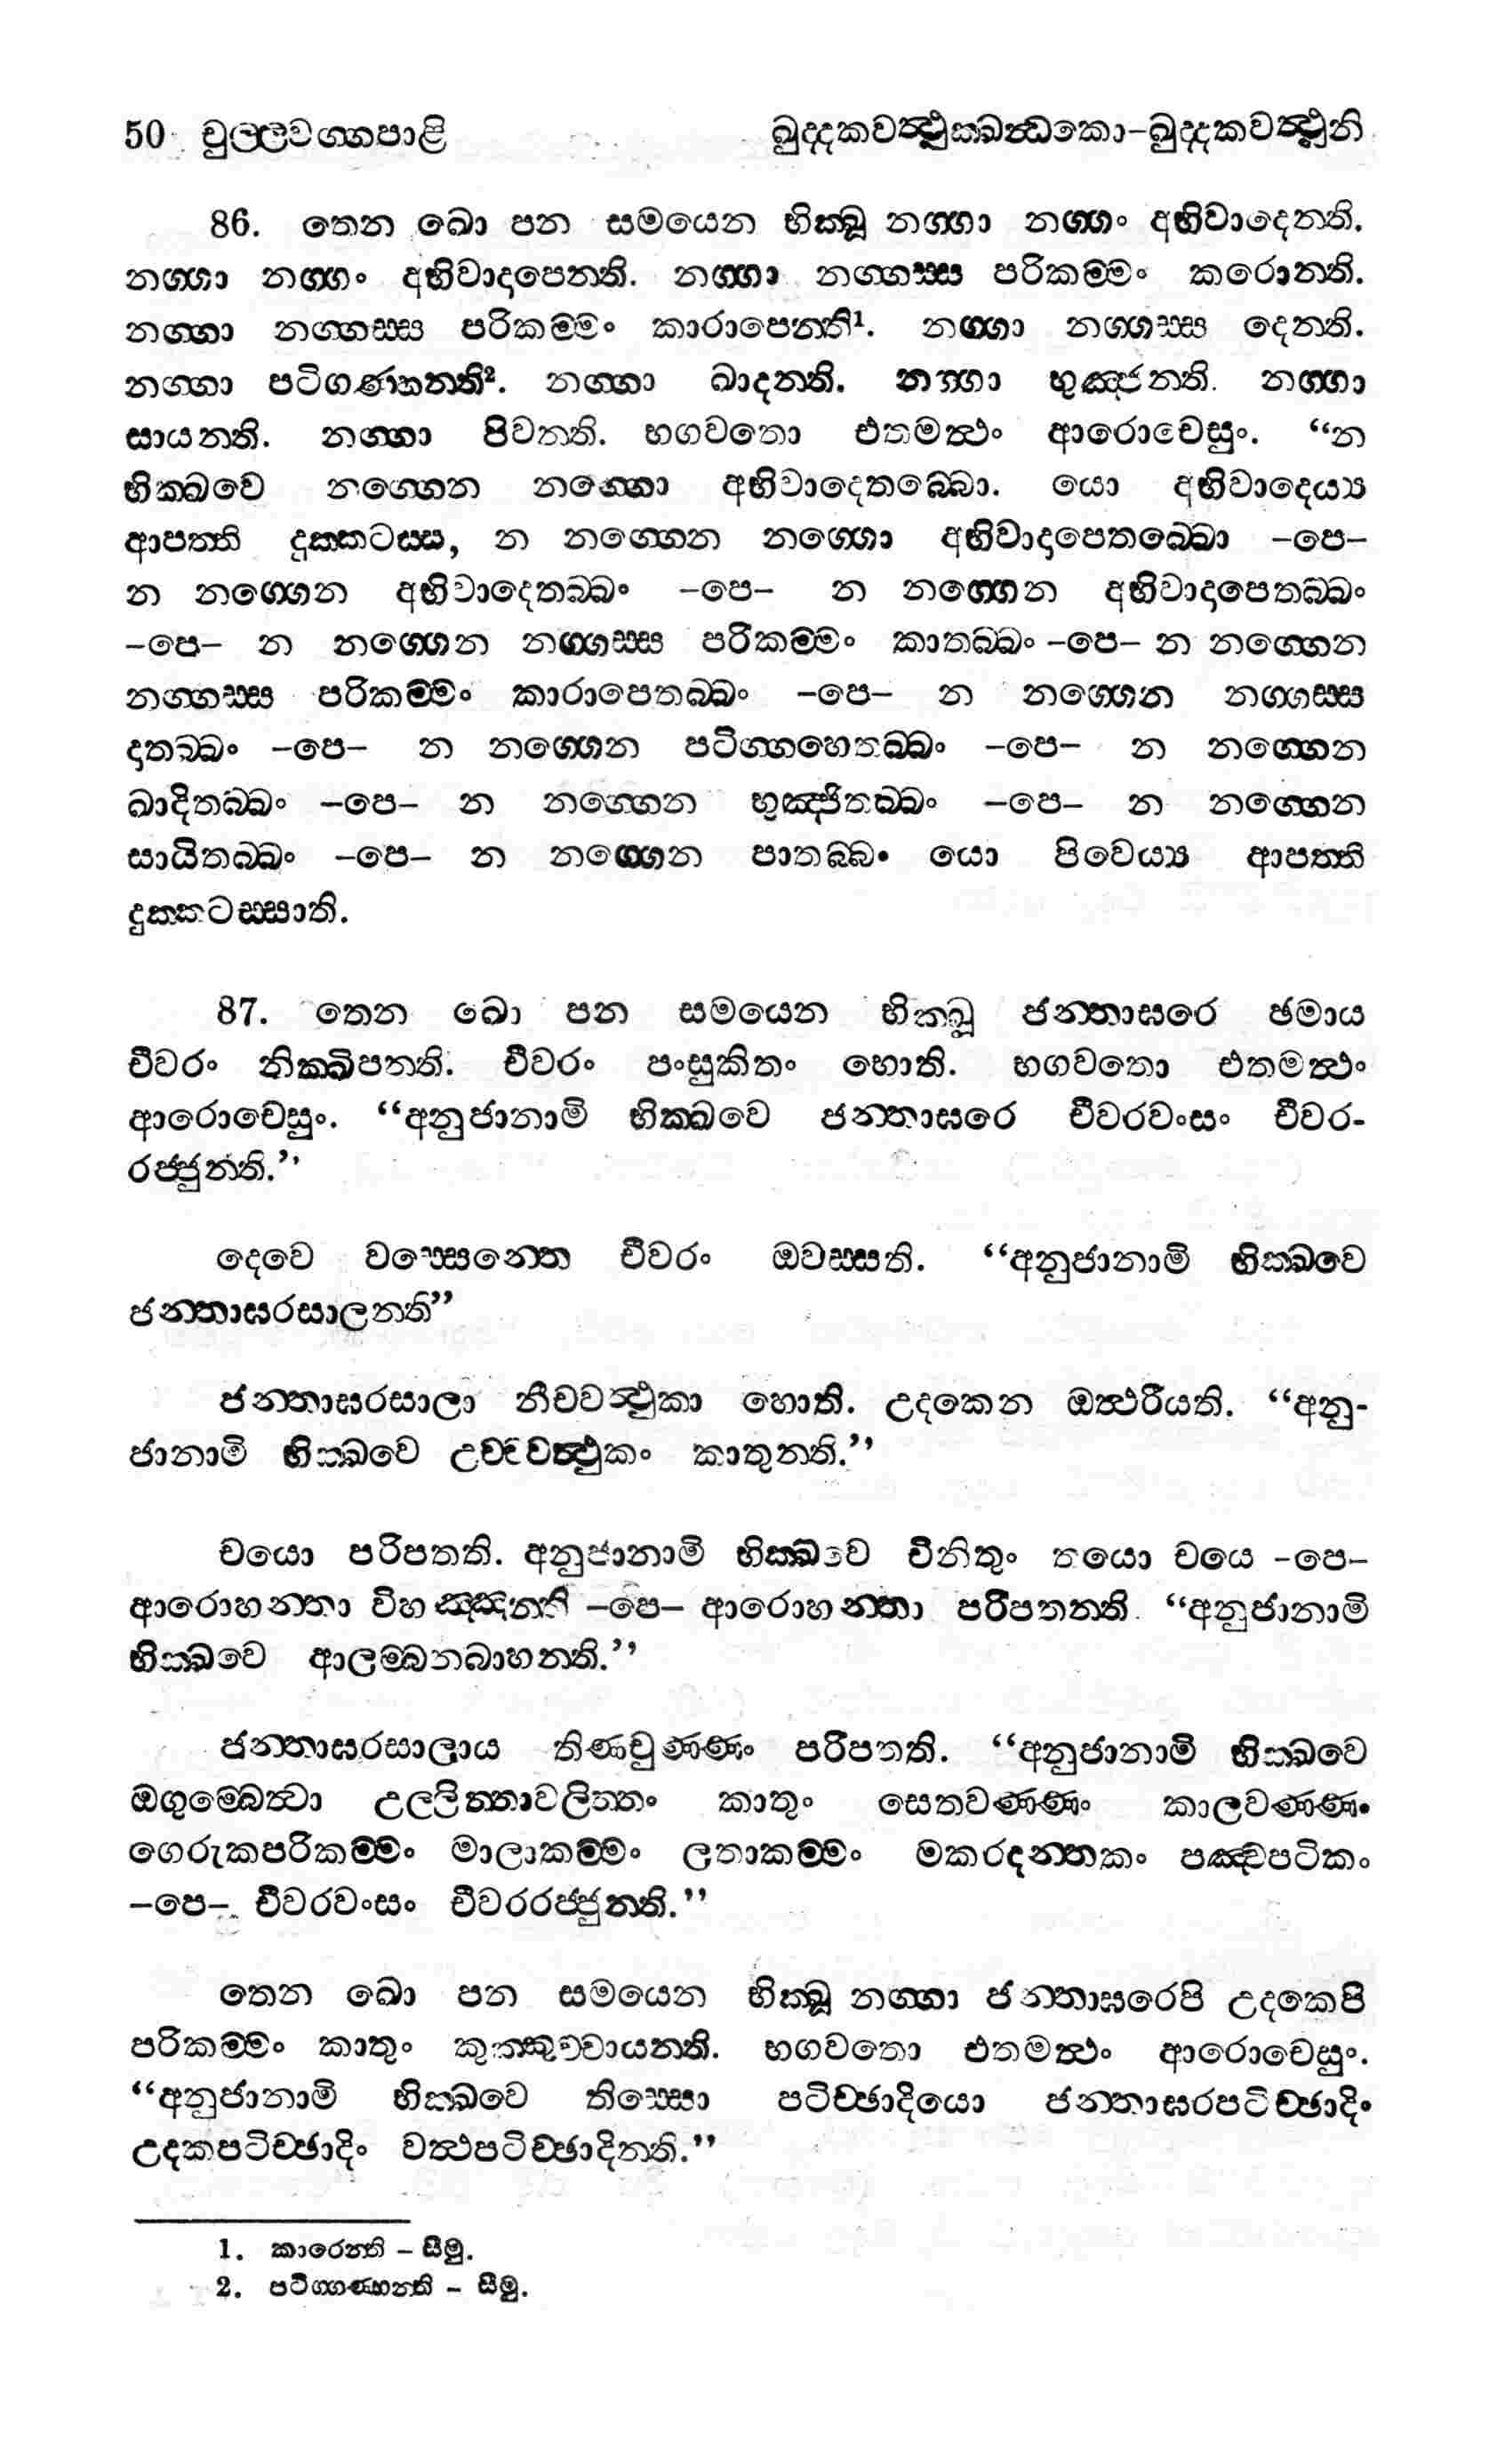 50 චුල්ලවග්ගපාළි ඛුද්දකවත්ථුක්ඛන්ධකො–ඛුද්දකවත්ථූනි
86. තෙන ඛො පන සමයෙන භික්ඛූ නග්ගා නග්ගං අභිවාදෙන්ති.
නග්ගා නග්ගං අභිවාදාපෙන්ති. නග්ගා නග්ගස්ස පරිකම්මං කරොන්ති.
නග්ගා නග්ගස්ස පරිකම්මං කාරාපෙන්ති¹. නග්ගා නග්ගස්ස දෙන්ති.
නග්ගා පටිගණ්හන්ති². නග්ගා ඛාදන්ති. නග්ගා භුඤ්ජන්ති. නග්ගා
සායන්ති. නග්ගා පිවන්ති. භගවතො එතමත්ථං ආරොචෙසුං. “න
භික්ඛවෙ නග්ගෙන නග්ගො අභිවාදෙතබ්බො. යො අභිවාදෙය්‍ය
ආපත්ති දුක්කටස්ස, න නග්ගෙන නග්ගො අභිවාදාපෙතබ්බො –පෙ–
න නග්ගෙන අභිවාදෙතබ්බං –පෙ– න නග්ගෙන අභිවාදාපෙතබ්බං
–පෙ– න නග්ගෙන නග්ගස්ස පරිකම්මං කාතබ්බං –පෙ– න නග්ගෙන
නග්ගස්ස පරිකම්මං කාරාපෙතබ්බං –පෙ– න නග්ගෙන නග්ගස්ස
දාතබ්බං –පෙ– න නග්ගෙන පටිග්ගහෙතබ්බං –පෙ– න නග්ගෙන
ඛාදිතබ්බං –පෙ– න නග්ගෙන භුඤ්ජිතබ්බං –පෙ– න නග්ගෙන
සායිතබ්බං –පෙ– න නග්ගෙන පාතබ්බං යො පිවෙය්‍ය ආපත්ති
දුක්කටස්සාති.
87. තෙන ඛො පන සමයෙන භික්ඛූ ජන්තාඝරෙ ඡමාය
චීවරං නික්ඛිපන්ති. චීවරං පංසුකිතං හොති. භගවතො එතමත්ථං
ආරොචෙසුං. “අනුජානාමි භික්ඛවෙ ජන්තාඝරෙ චීවරවංසං චීවර-
රජ්ජුන්ති.”
දෙවෙ වස්සෙන්තෙ චීවරං ඔවස්සති. “අනුජානාමි භික්ඛවෙ
ජන්තාඝරසාලන්ති”
ජන්තාඝරසාලා නීචවත්ථුකා හොති. උදකෙන ඔත්ථරීයති. “අනු-
ජානාමි භික්ඛවෙ උච්චවත්ථුකං කාතුන්ති.”
චයො පරිපතති. අනුජානාමි භික්ඛවෙ චිනිතුං තයො චයෙ –පෙ–
ආරොහන්තා විහඤ්ඤන්ති –පෙ– ආරොහන්තා පරිපතන්ති. “අනුජානාමි
භික්ඛවෙ ආලම්බනබාහන්ති.”
ජන්තාඝරසාලාය තිණචුණ්ණං පරිපතති. “අනුජානාමි භික්ඛවෙ
ඔගුම්බෙත්වා උල්ලිත්තාවලිත්තං කාතුං සෙතවණ්ණං කාලවණ්ණං
ගෙරුකපරිකම්මං මාලාකම්මං ලතාකම්මං මකරදන්තකං පඤ්චපටිකං
–පෙ– චීවරවංසං චීවරරජ්ජුන්ති.”
තෙන ඛො පන සමයෙන භික්ඛූ නග්ගා ජන්තාඝරෙපි උදකෙපි
පරිකම්මං කාතුං කුක්කුච්චායන්ති. භගවතො එතමත්ථං ආරොචෙසුං.
“අනුජානාමි භික්ඛවෙ තිස්සො පටිච්ඡාදියො ජන්තාඝරපටිච්ඡාදිං
උදකපටිච්ඡාදිං වත්ථපටිච්ඡාදින්ති.”
1. කාරෙන්ති – සීමු.
2. පටිග්ගණ්හන්ති – සීමු.